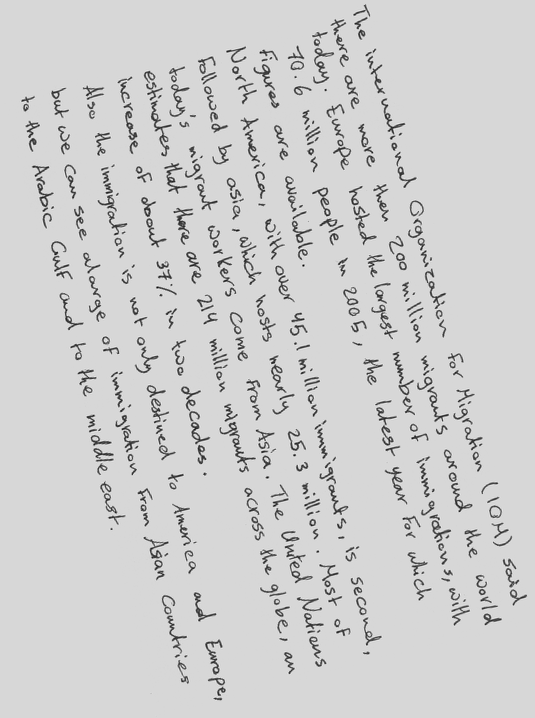 The international Organization for Migration (IOM) said
there are more then 200 million migrants around the world
today. Europe hosted the largest number of immigrations, with
70.6 million people in 2005, the latest year for which
figures are available.
North America, with over 45.1 million immigrants, is second,
followed by asia, which hosts nearly 25.3 million. Most of
today's migrant workers come from Asia. The United Nations
estimates that there are 214 million migrants across the globe, an
increase of about 37% in two decades.
Also the immigration is not only destined to America and Europe,
but we can see alarge of immigration from Asian Countries
to the Arabic Gulf and to the middle east.